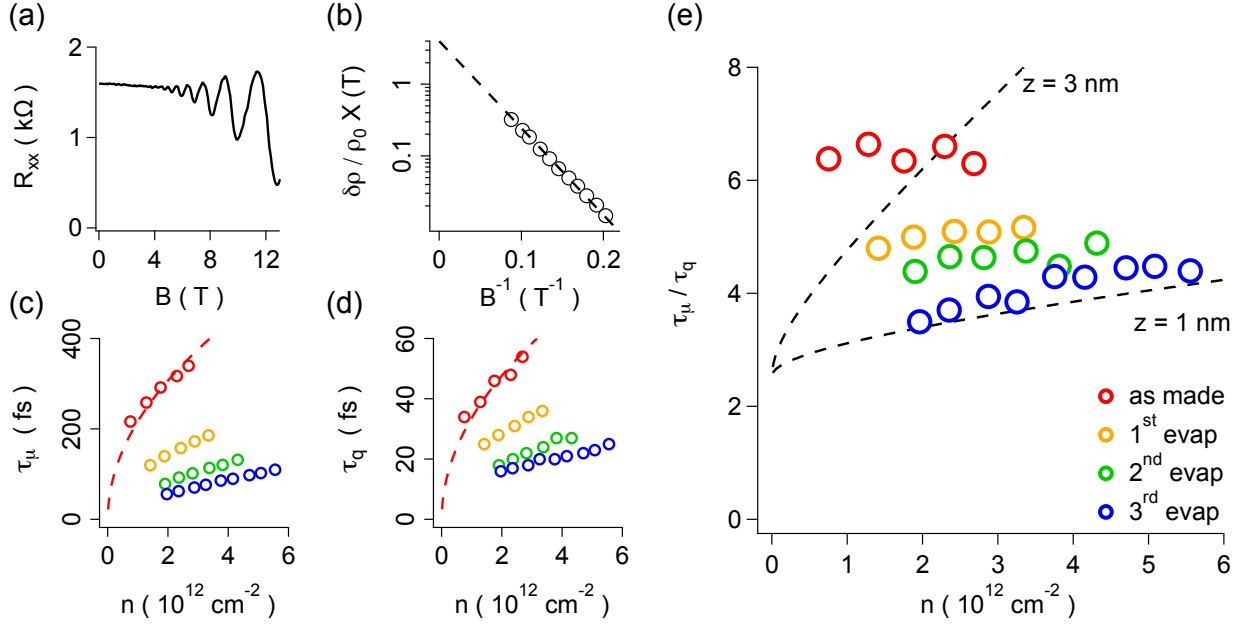 (a)
2
1
0
R_xx ( kΩ )
0
4
8
12
B ( T )
(b)
1
0.1
δρ / ρ_0 X (T)
0
0.1
0.2
B^-1 (T^-1)
(c)
400
200
0
τ_μ ( fs )
0
2
4
6
n ( 10^12 cm^-2 )
(d)
60
40
20
0
τ_q ( fs )
0
2
4
6
n ( 10^12 cm^-2 )
(e)
8
6
4
2
0
τ_μ / τ_q
z = 3 nm
z = 1 nm
as made
1^st evap
2^nd evap
3^rd evap
0
1
2
3
4
5
6
n ( 10^12 cm^-2 )